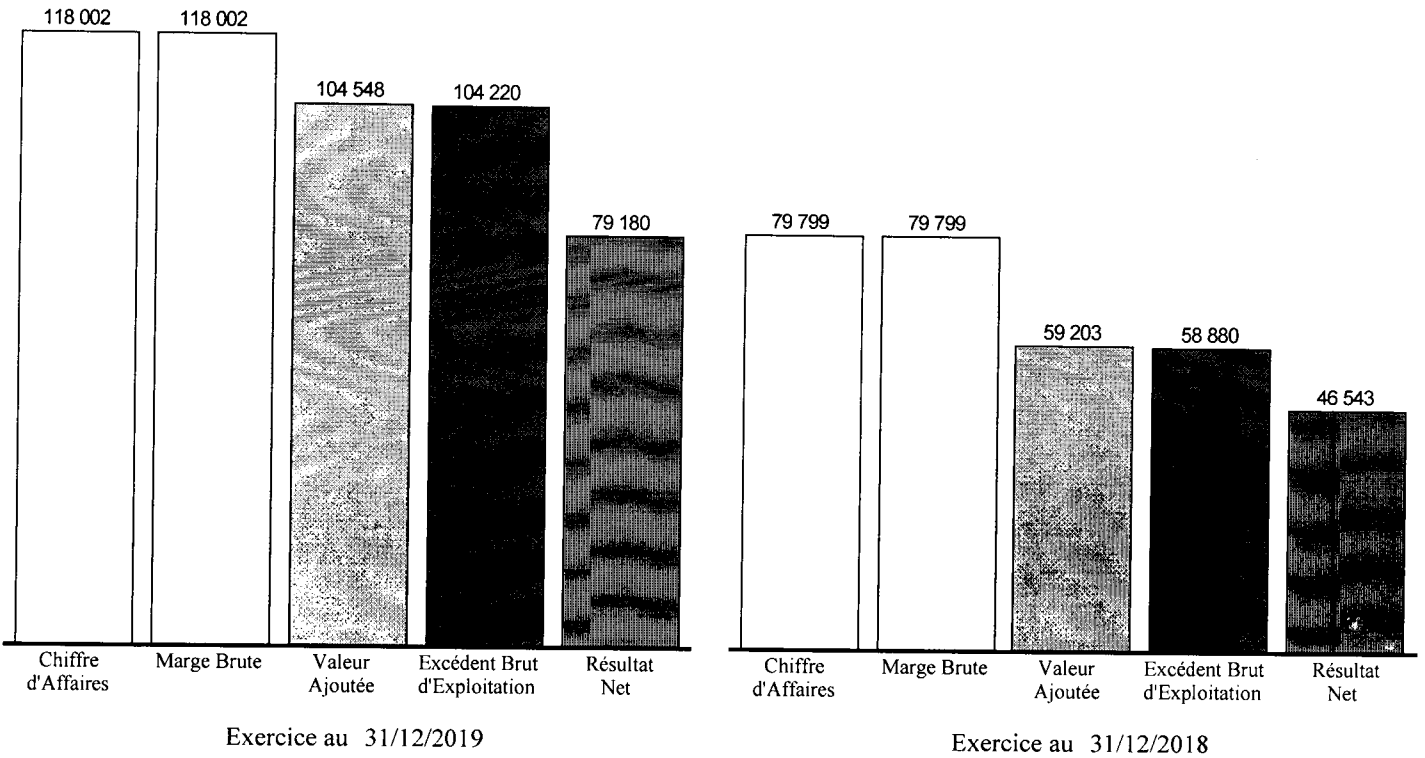 118 002
118 002
104 548
104 220
79 180
Chiffre
d'Affaires
Marge Brute
Valeur
Ajoutée
Excédent Brut
d'Exploitation
Résultat
Net
Exercice au 31/12/2019
79 799
79 799
59 203
58 880
46 543
Chiffre
d'Affaires
Marge Brute
Valeur
Ajoutée
Excédent Brut
d'Exploitation
Résultat
Net
Exercice au 31/12/2018